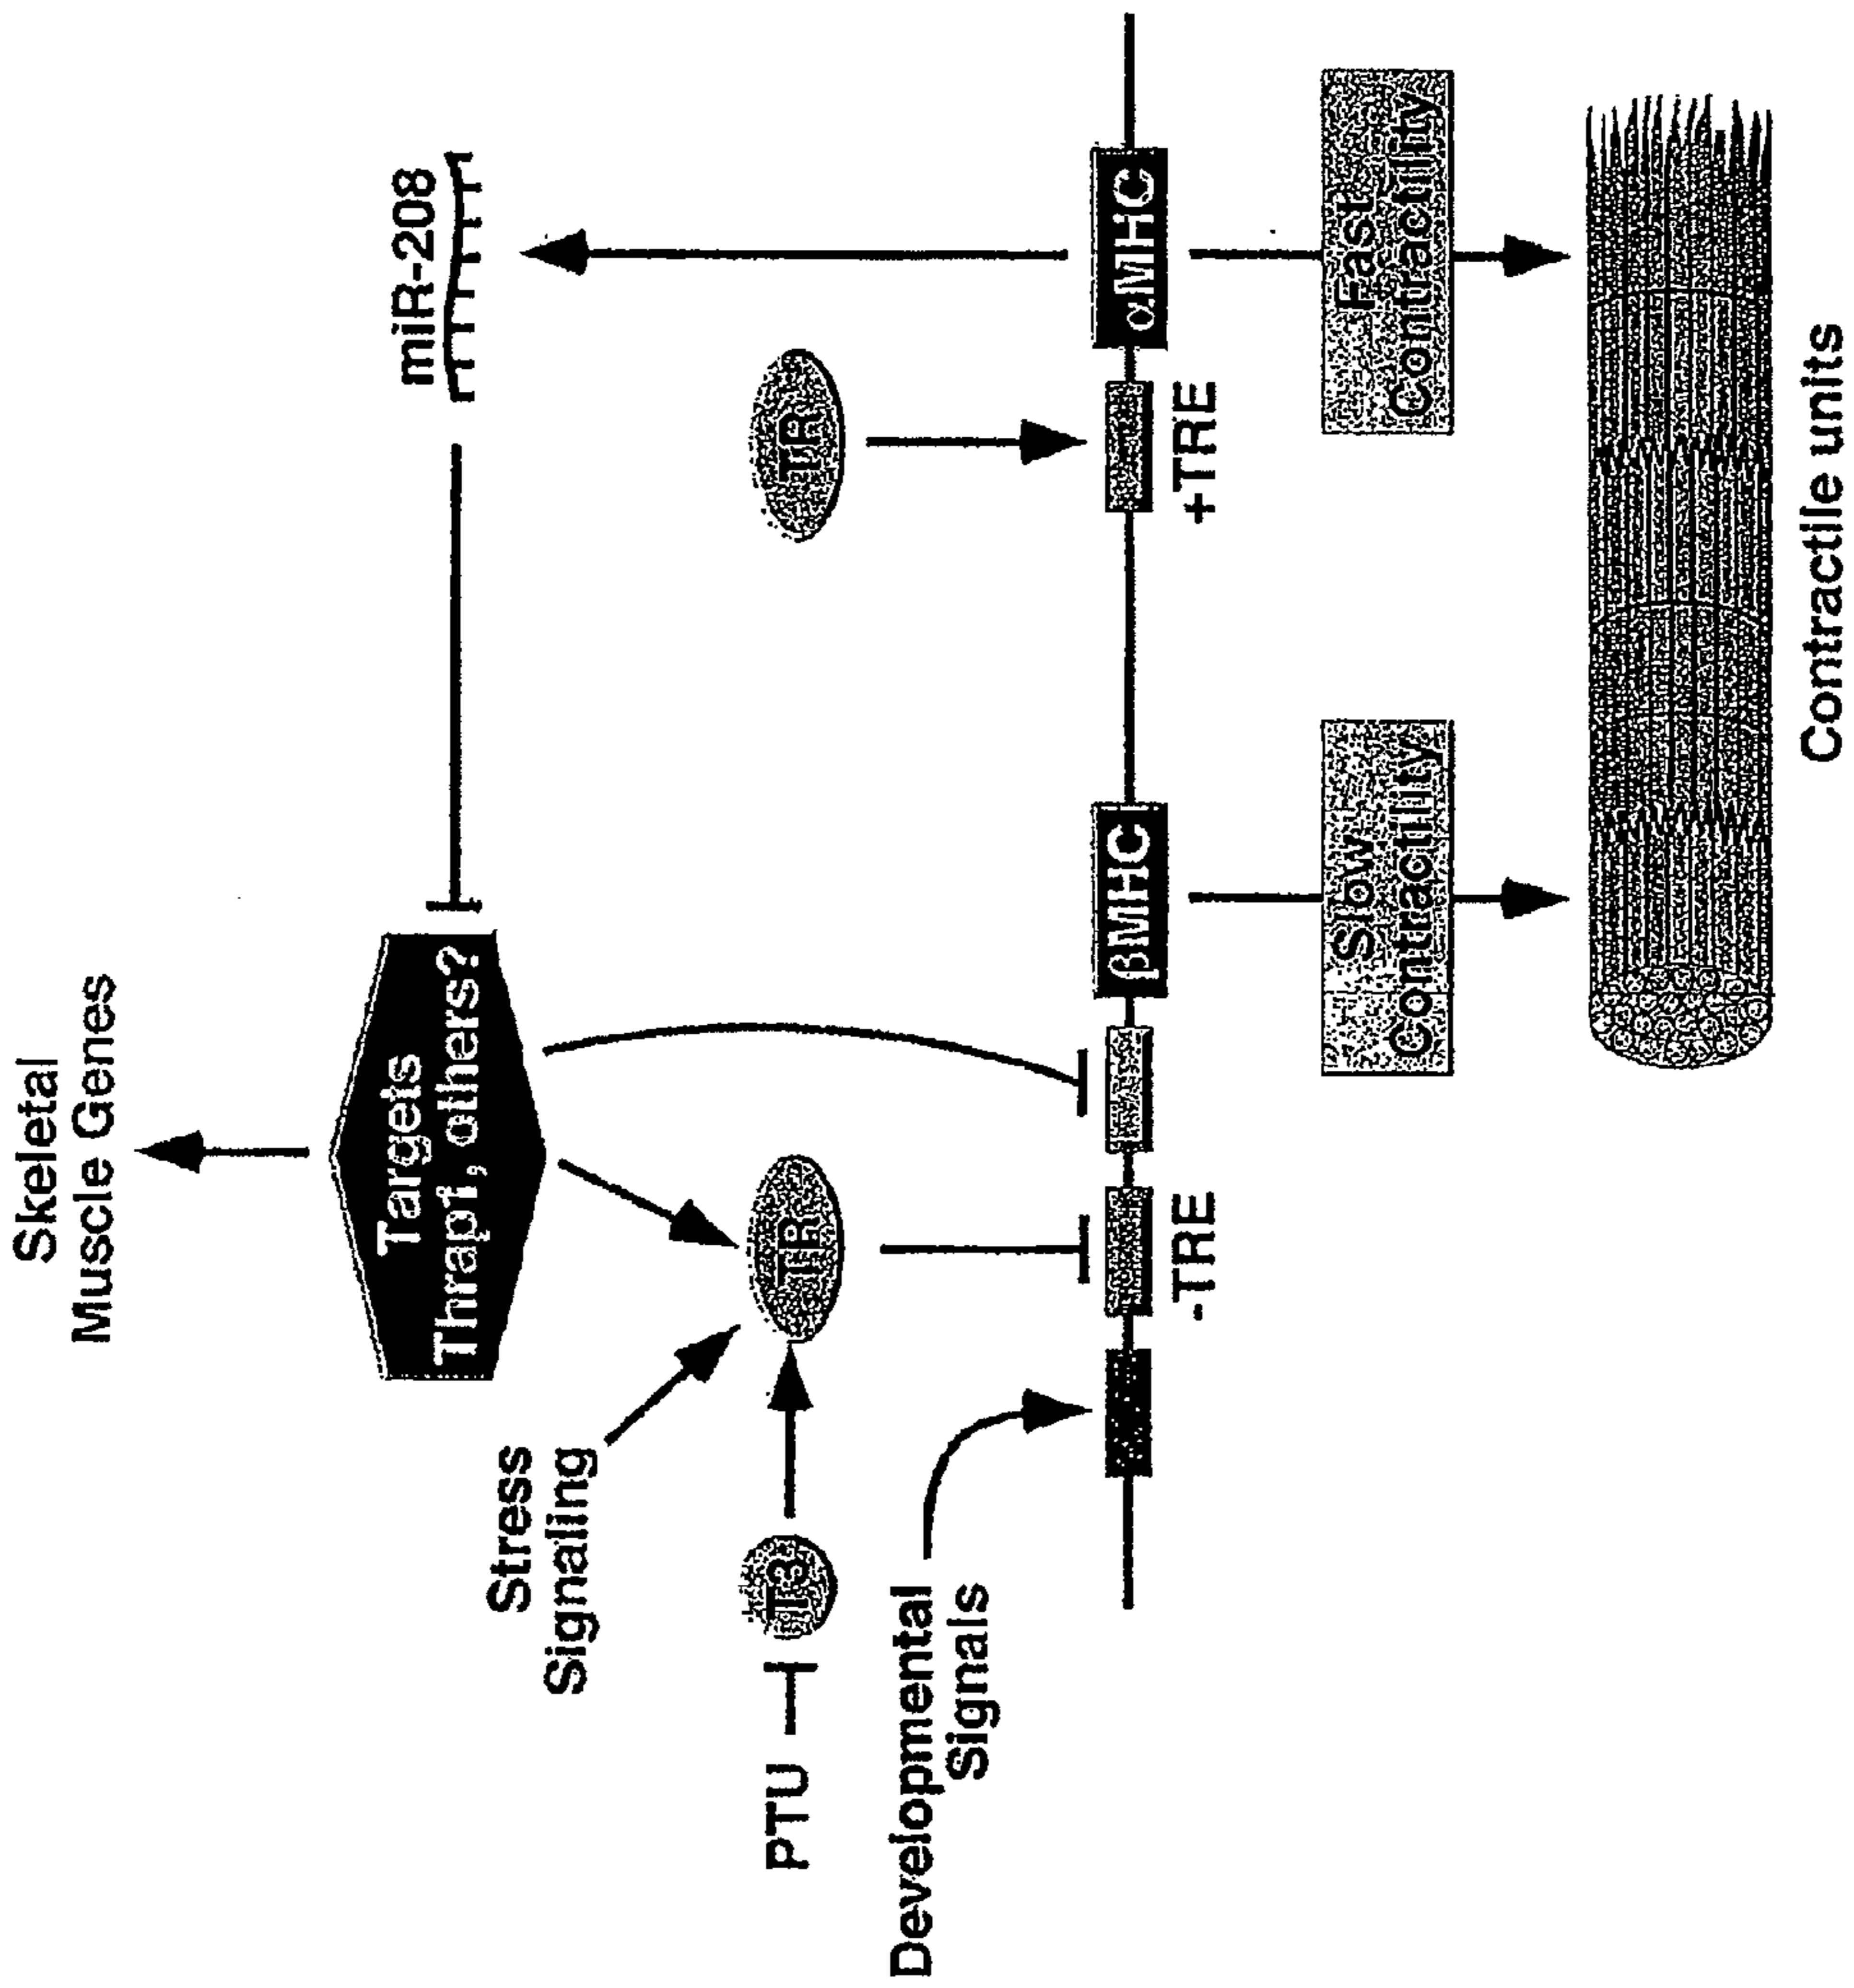 Skeletal
Muscle Genes
Targets
Thrap1, others?
miR-208
Stress
Signaling
PTU
T3
TR
TR
Developmental
Signals
-TRE
βMHC
+TRE
αMHC
Slow
Contractility
Fast
Contractility
Contractile units